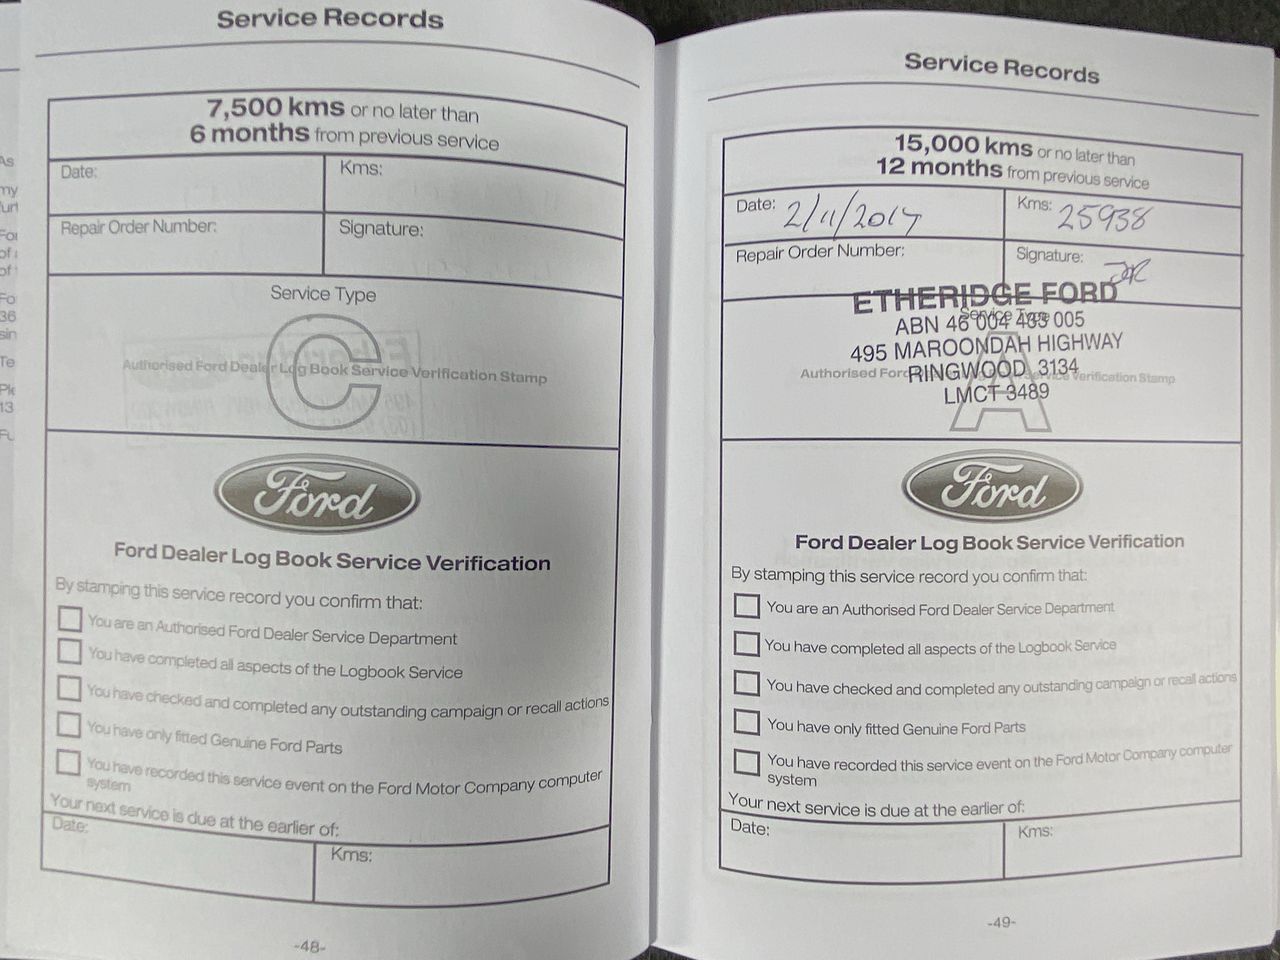 Service Records
7,500 kms or no later than
6 months from previous service
Date:
Kms:
Repair Order Number:
Signature:
Service Type
C
Authorised Ford Dealer Log Book Service Verification Stamp
Ford
Ford Dealer Log Book Service Verification
By stamping this service record you confirm that:
You are an Authorised Ford Dealer Service Department
You have completed all aspects of the Logbook Service
You have checked and completed any outstanding campaign or recall actions
You have only fitted Genuine Ford Parts
You have recorded this service event on the Ford Motor Company computer
system
Your next service is due at the earlier of:
Date:
Kms:
-48-
Service Records
15,000 kms or no later than
12 months from previous service
Date: 2/11/2017
Kms: 25938
Repair Order Number:
Signature:
ETHERIDGE FORD
Service Type
ABN 46 004 433 005
495 MAROONDAH HIGHWAY
RINGWOOD 3134
Authorised Ford Service Verification Stamp
LMCT 3489
A
Ford
Ford Dealer Log Book Service Verification
By stamping this service record you confirm that:
You are an Authorised Ford Dealer Service Department
You have completed all aspects of the Logbook Service
You have checked and completed any outstanding campaign or recall actions
You have only fitted Genuine Ford Parts
You have recorded this service event on the Ford Motor Company computer
system
Your next service is due at the earlier of:
Date:
Kms:
-49-